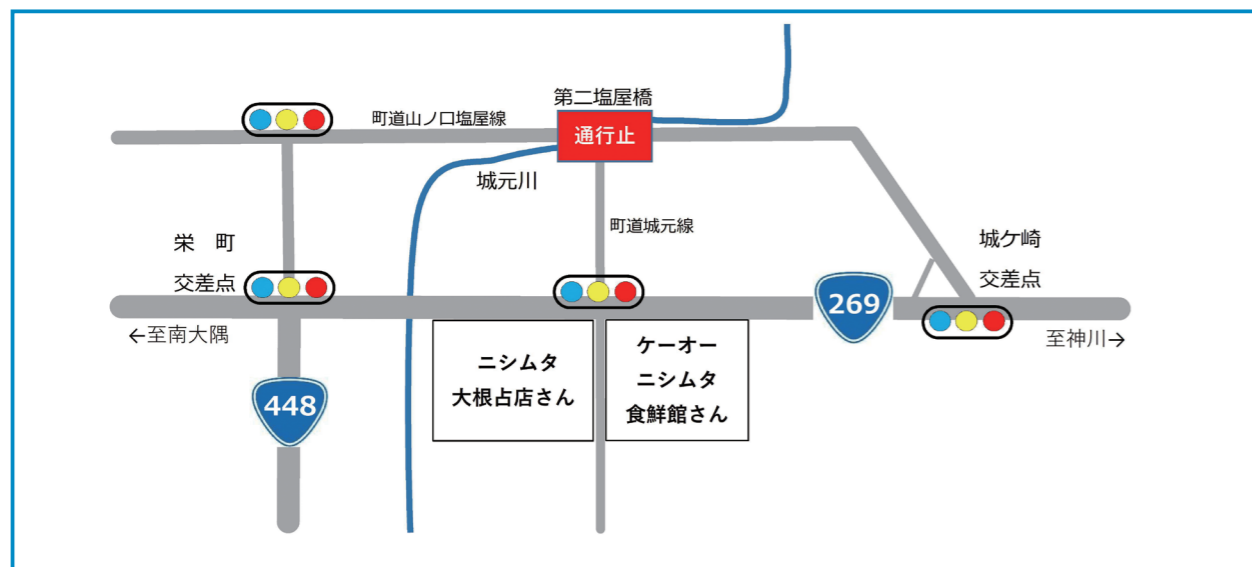 第二塩屋橋
町道山ノ口塩屋線
通行止
城元川
町道城元線
栄　町
交差点
城ケ崎
交差点
269
←至南大隅
至神川→
ニシムタ
大根占店さん
ケーオー
ニシムタ
食鮮館さん
448